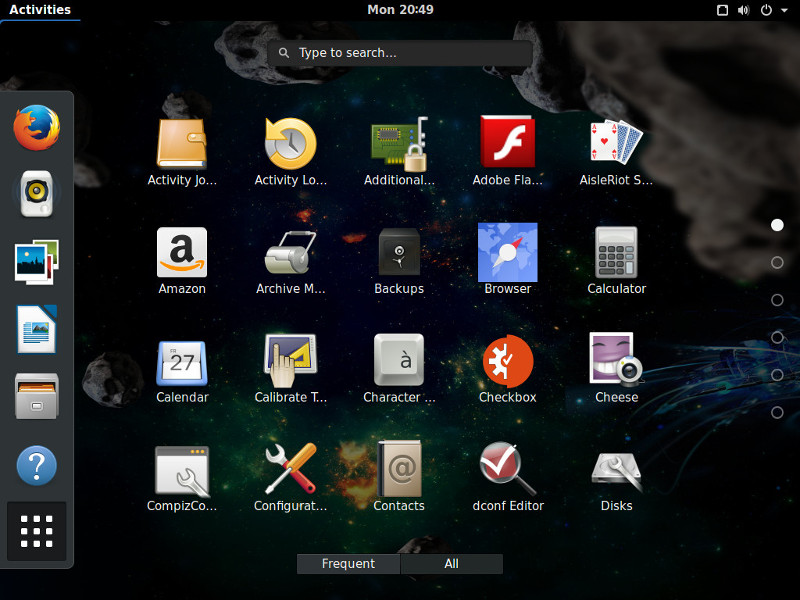 Activities
Mon 20:49
Type to search...
Activity Jo...
Activity Lo...
Additional...
Adobe Fla...
AisleRiot S...
a
Amazon
Archive M...
Backups
Browser
Calculator
FR
27
à
Calendar
Calibrate T...
Character ...
Checkbox
Cheese
@
CompizCo...
Configurat...
Contacts
dconf Editor
Disks
?
Frequent
All